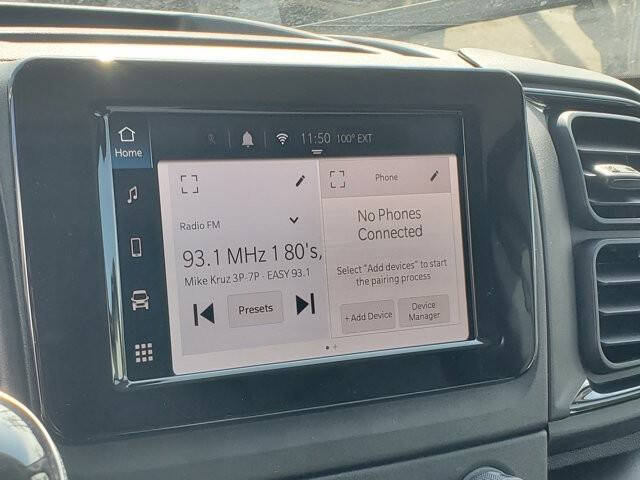 11:50 100° EXT
Home
Radio FM
93.1 MHz 1 80's,
Mike Kruz 3P-7P · EASY 93.1
Presets
Phone
No Phones
Connected
Select "Add devices" to start
the pairing process
+Add Device
Device
Manager